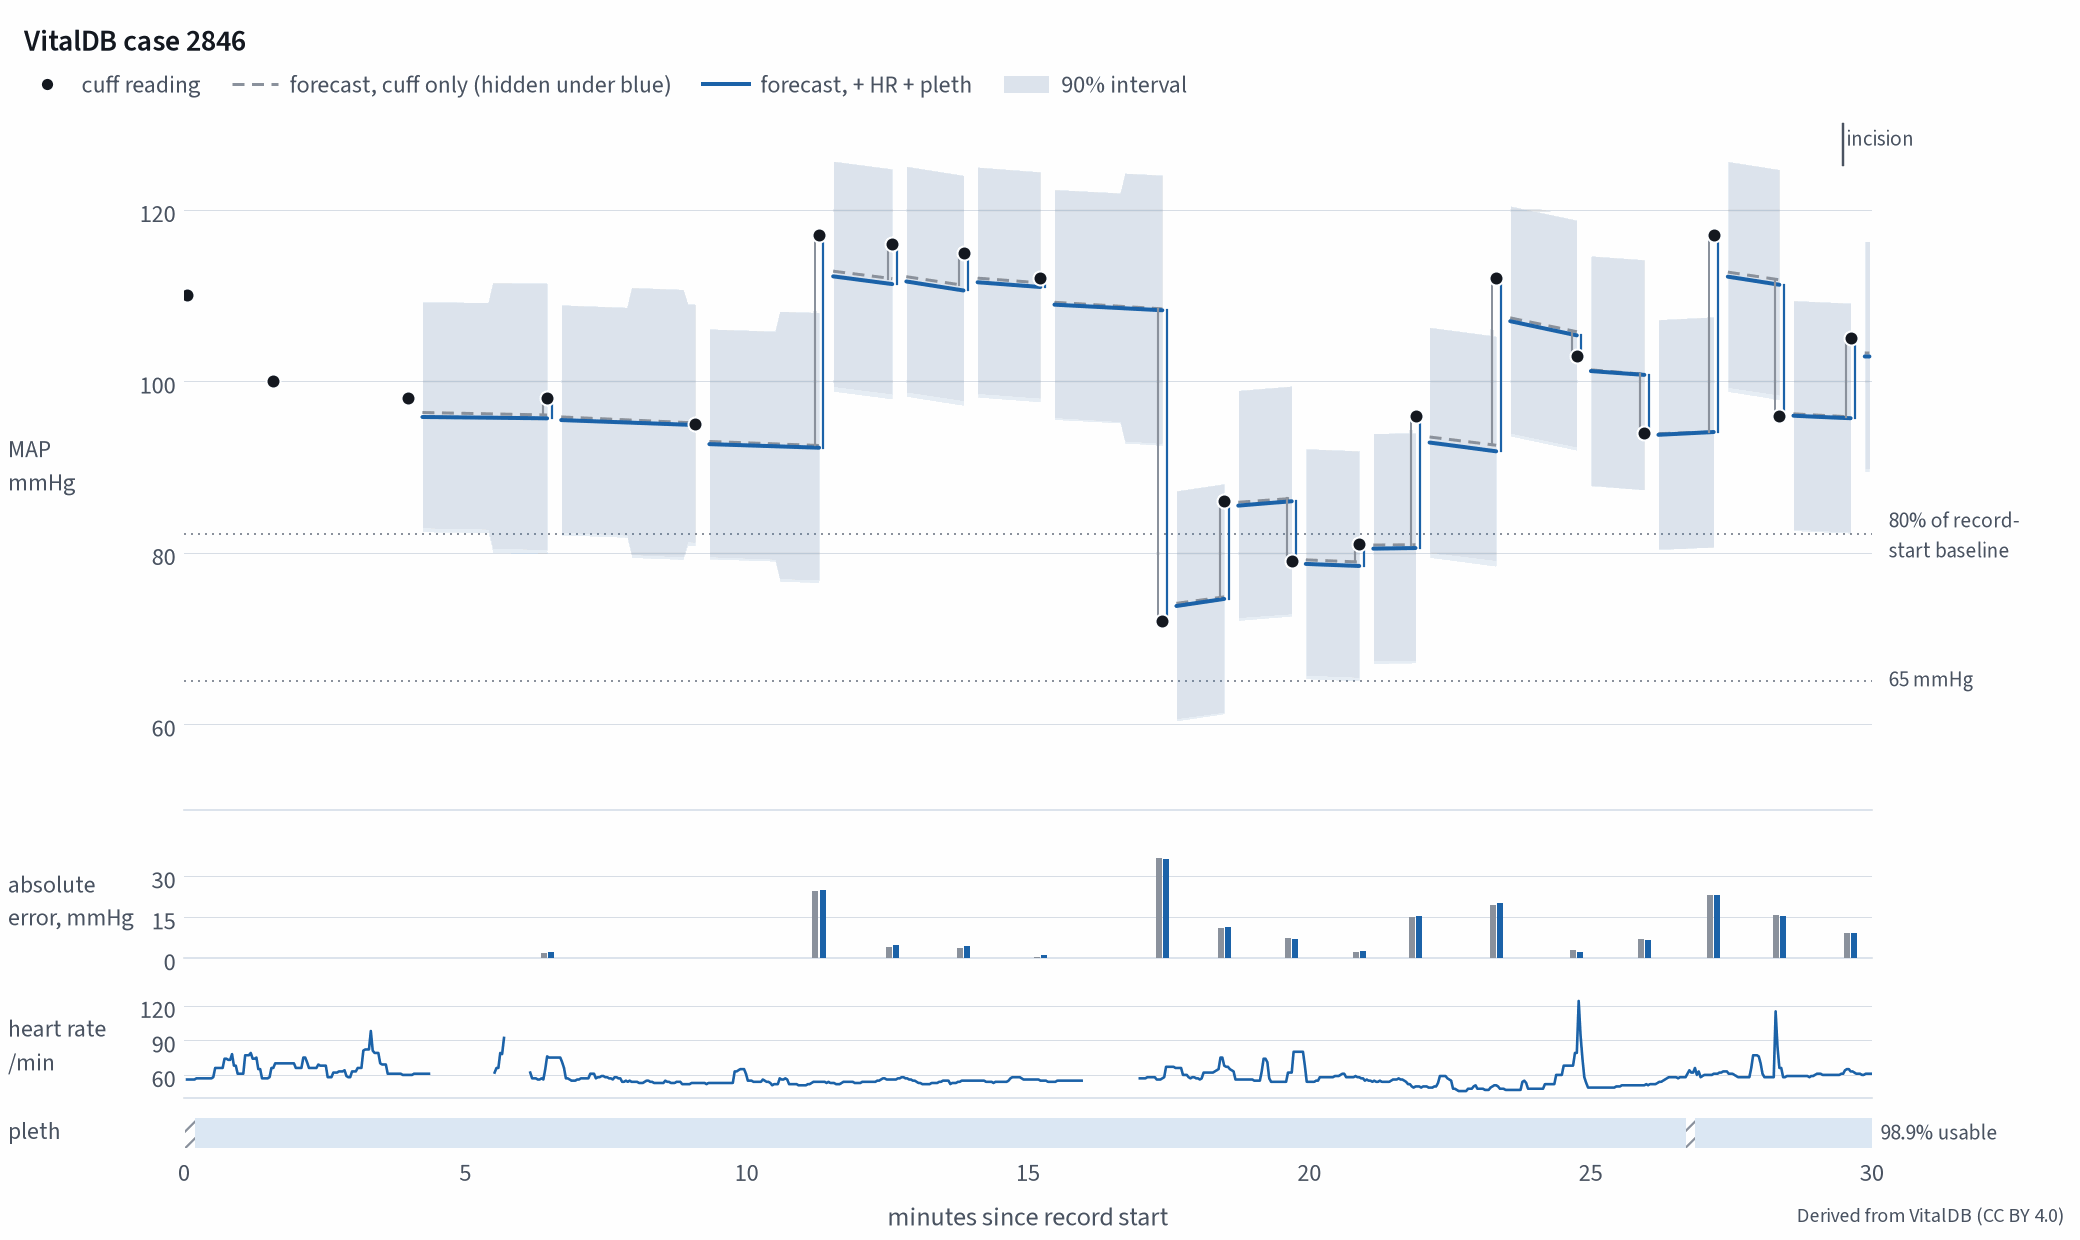 VitalDB case 2846
cuff reading
forecast, cuff only (hidden under blue)
forecast, + HR + pleth
90% interval
incision
120
100
MAP
mmHg
80
60
80% of record-
start baseline
65 mmHg
absolute
error, mmHg
30
15
0
heart rate
/min
120
90
60
pleth
98.9% usable
0 5 10 15 20 25 30
minutes since record start
Derived from VitalDB (CC BY 4.0)